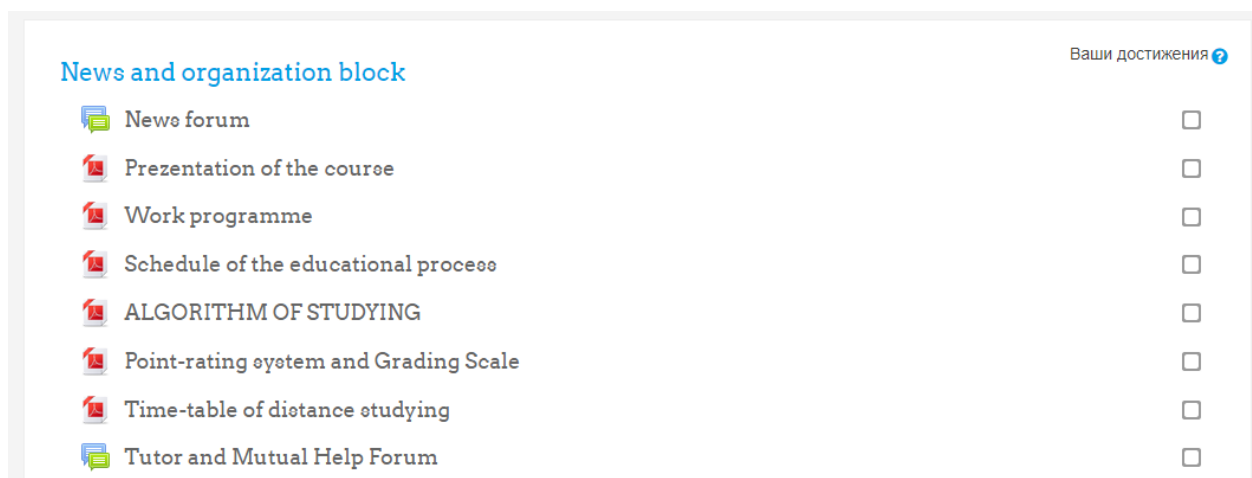 Ваши достижения
News and organization block
News forum
Prezentation of the course
Work programme
Schedule of the educational process
ALGORITHM OF STUDYING
Point-rating system and Grading Scale
Time-table of distance studying
Tutor and Mutual Help Forum